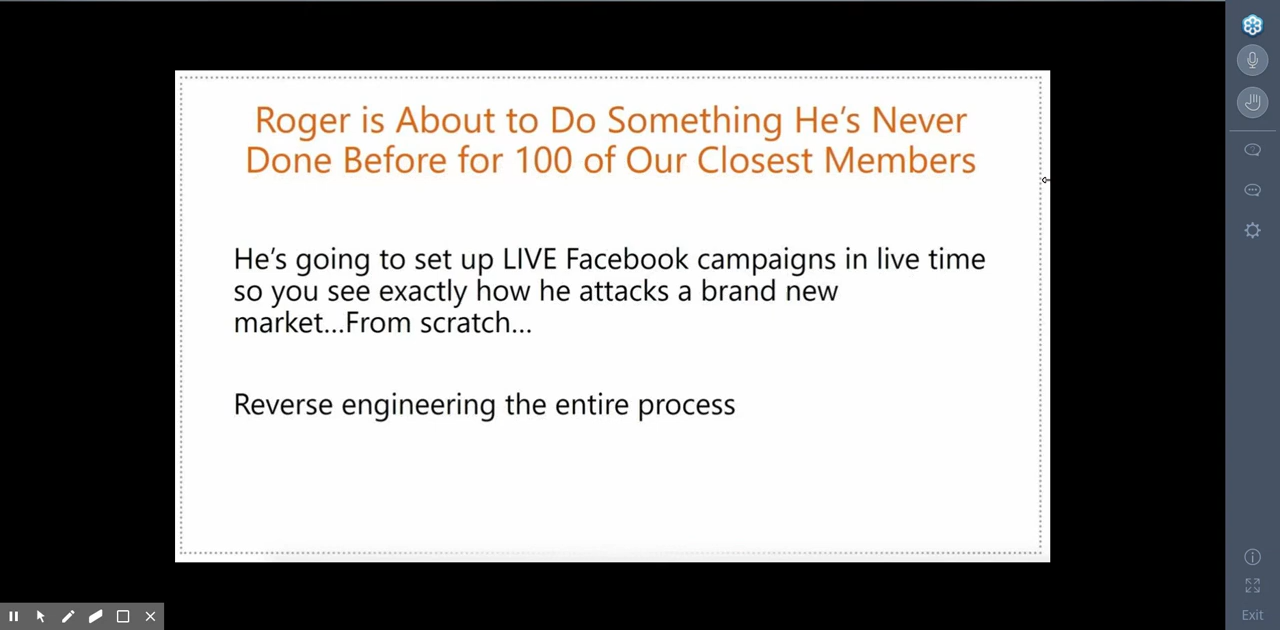 Roger is About to Do Something He's Never
Done Before for 100 of Our Closest Members
He's going to set up LIVE Facebook campaigns in live time
so you see exactly how he attacks a brand new
market...From scratch...
Reverse engineering the entire process
Exit